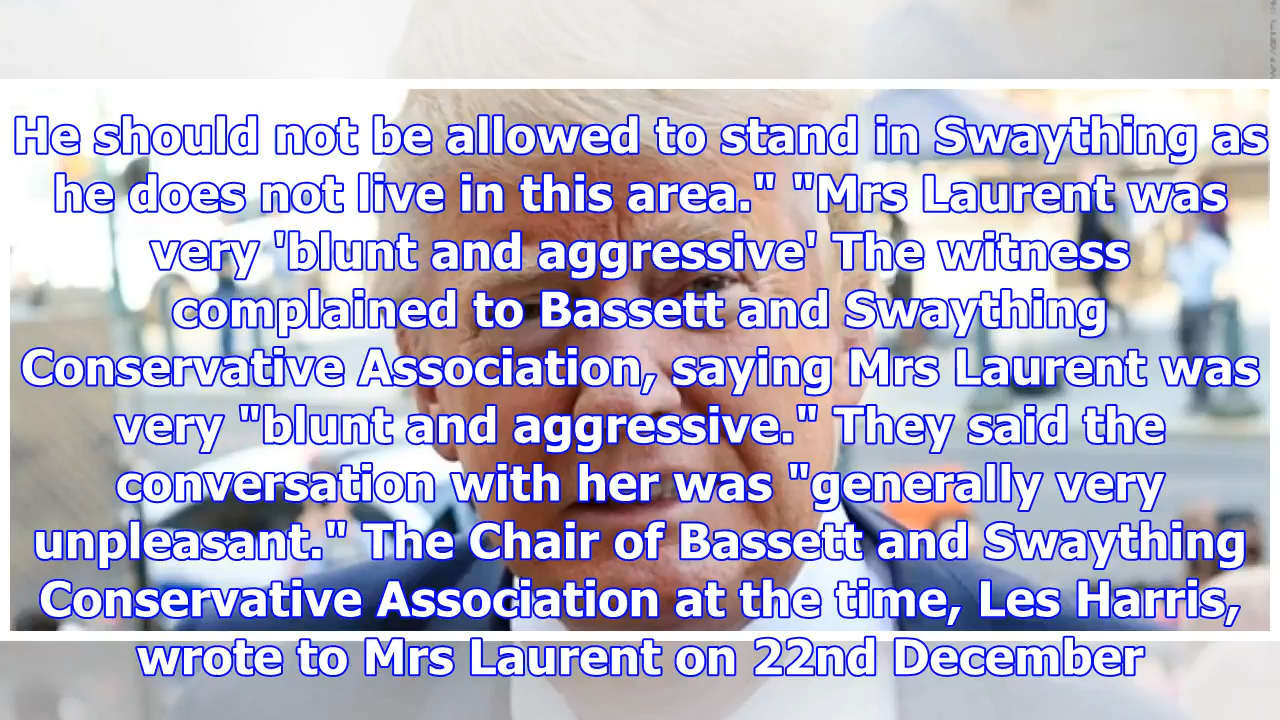 He should not be allowed to stand in Swaything as
he does not live in this area." "Mrs Laurent was
very 'blunt and aggressive' The witness
complained to Bassett and Swaything
Conservative Association, saying Mrs Laurent was
very "blunt and aggressive." They said the
conversation with her was "generally very
unpleasant." The Chair of Bassett and Swaything
Conservative Association at the time, Les Harris,
wrote to Mrs Laurent on 22nd December